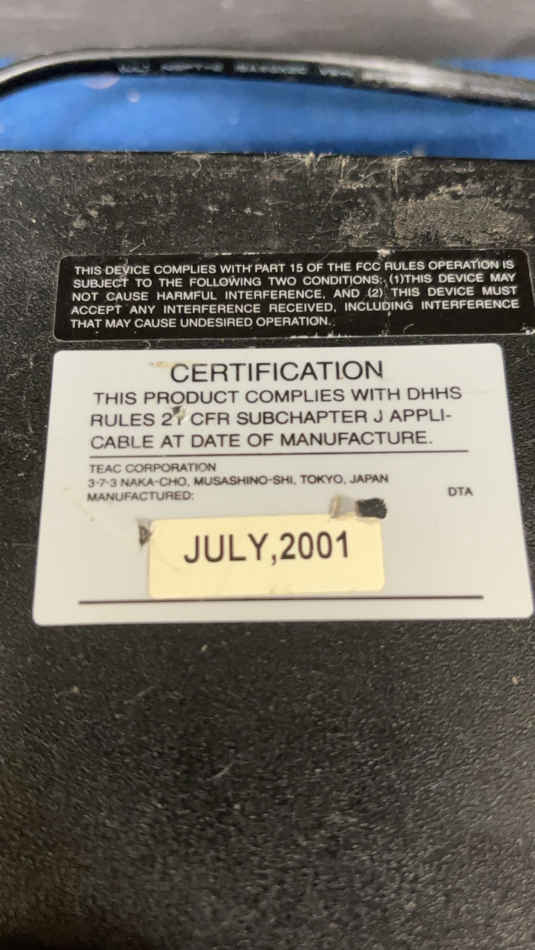 THIS DEVICE COMPLIES WITH PART 15 OF THE FCC RULES OPERATION IS
SUBJECT TO THE FOLLOWING TWO CONDITIONS: (1)THIS DEVICE MAY
NOT CAUSE HARMFUL INTERFERENCE, AND (2) THIS DEVICE MUST
ACCEPT ANY INTERFERENCE RECEIVED, INCLUDING INTERFERENCE
THAT MAY CAUSE UNDESIRED OPERATION.
CERTIFICATION
THIS PRODUCT COMPLIES WITH DHHS
RULES 21 CFR SUBCHAPTER J APPLI-
CABLE AT DATE OF MANUFACTURE.
TEAC CORPORATION
3-7-3 NAKA-CHO, MUSASHINO-SHI, TOKYO, JAPAN
MANUFACTURED:
DTA
JULY,2001